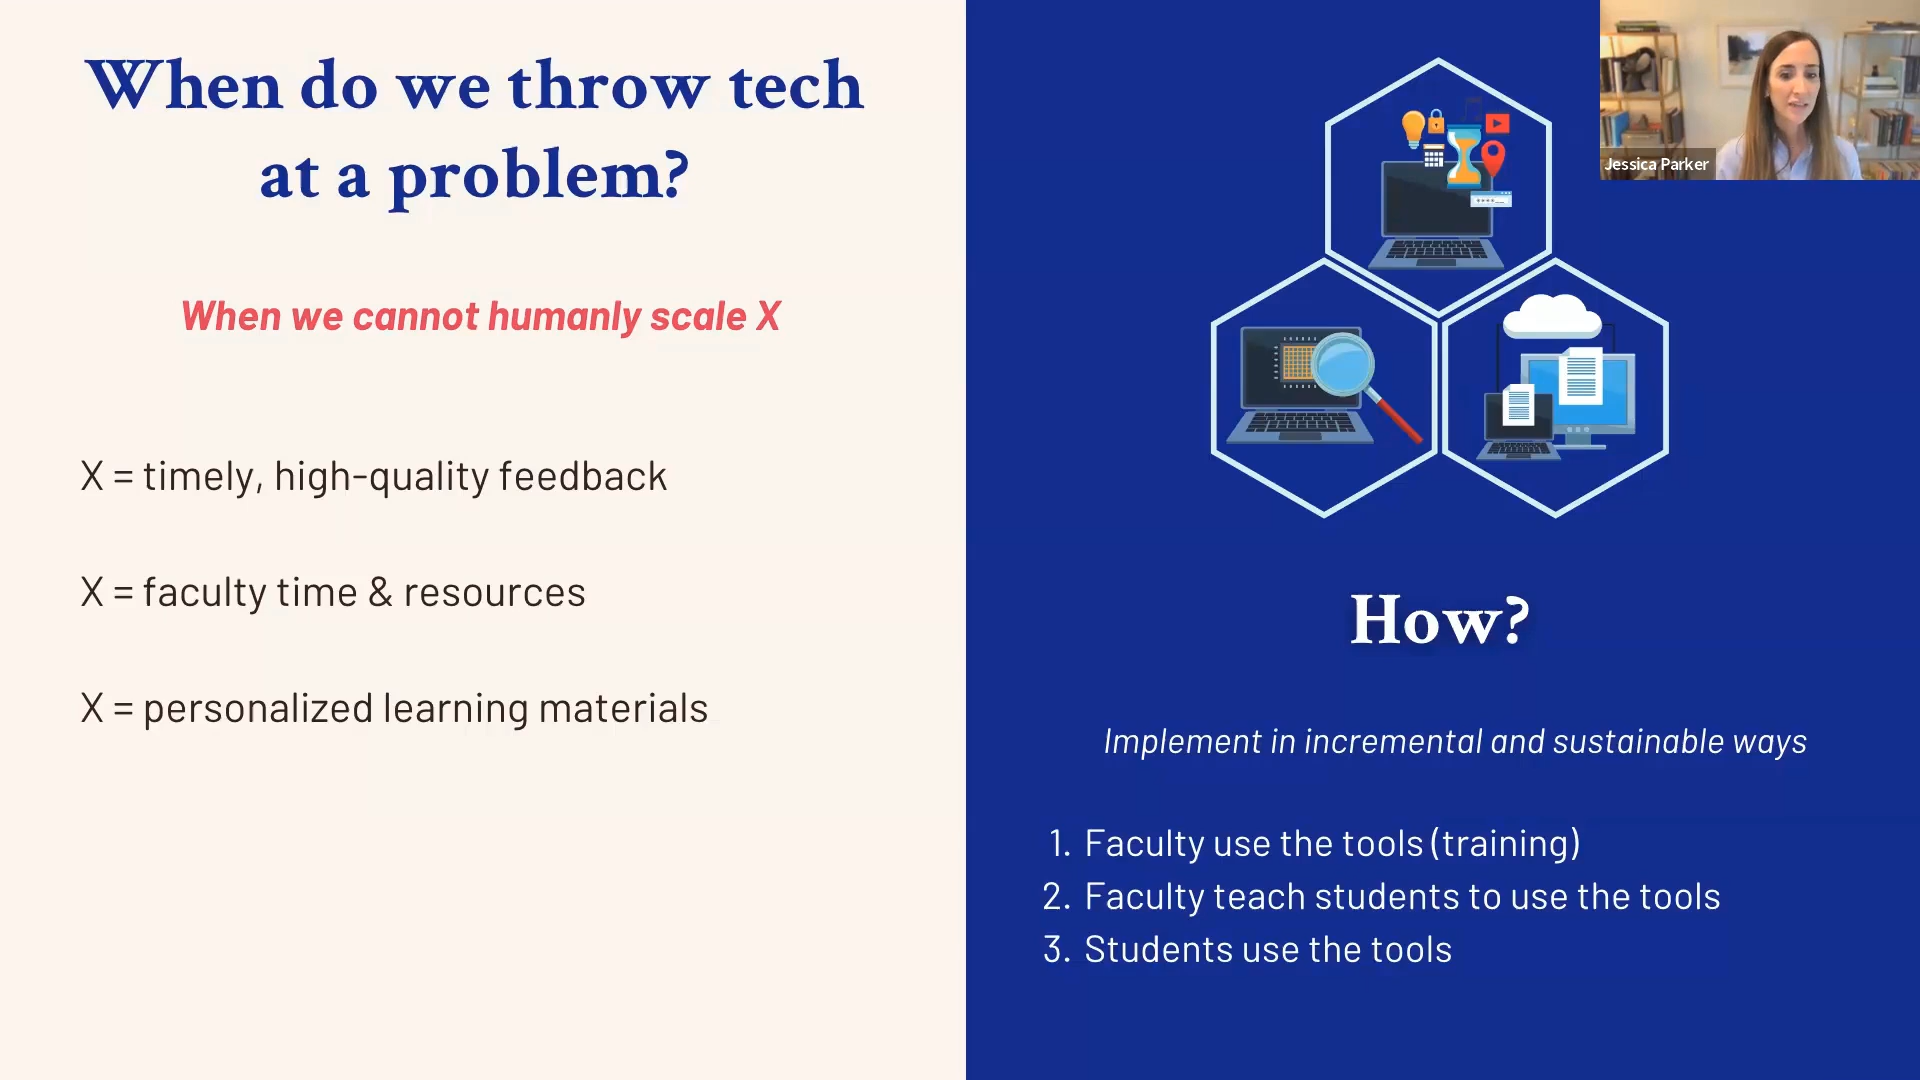 When do we throw tech
at a problem?
When we cannot humanly scale X
X = timely, high-quality feedback
X = faculty time & resources
X = personalized learning materials
Jessica Parker
How?
Implement in incremental and sustainable ways
1. Faculty use the tools (training)
2. Faculty teach students to use the tools
3. Students use the tools